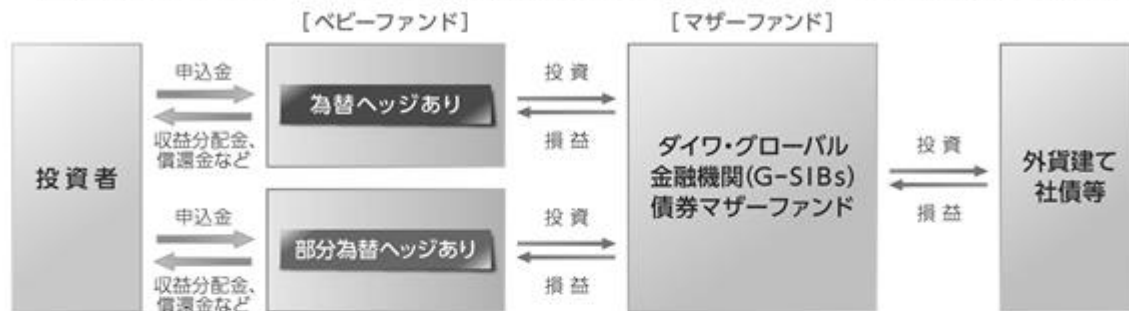 [ベビーファンド]
[マザーファンド]
投資者
申込金
収益分配金、
償還金など
為替ヘッジあり
投資
損益
申込金
収益分配金、
償還金など
部分為替ヘッジあり
投資
損益
ダイワ・グローバル
金融機関(G-SIBs)
債券マザーファンド
投資
損益
外貨建て
社債等